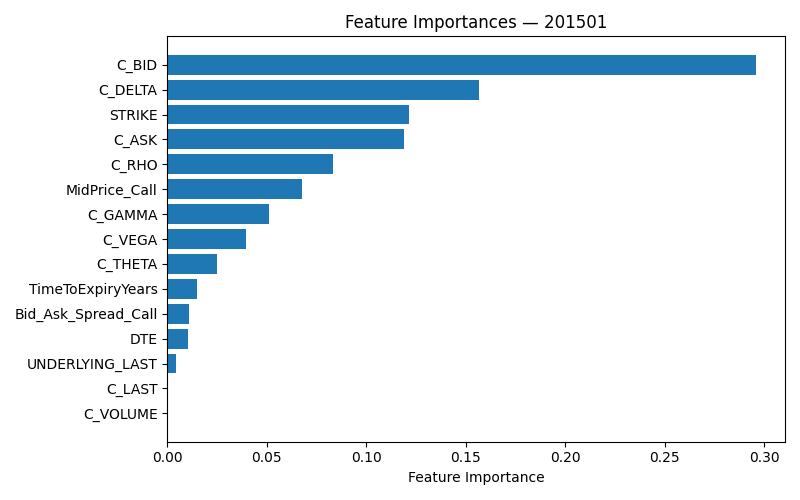 Feature Importances — 201501
C_BID
C_DELTA
STRIKE
C_ASK
C_RHO
MidPrice_Call
C_GAMMA
C_VEGA
C_THETA
TimeToExpiryYears
Bid_Ask_Spread_Call
DTE
UNDERLYING_LAST
C_LAST
C_VOLUME
0.00 0.05 0.10 0.15 0.20 0.25 0.30
Feature Importance